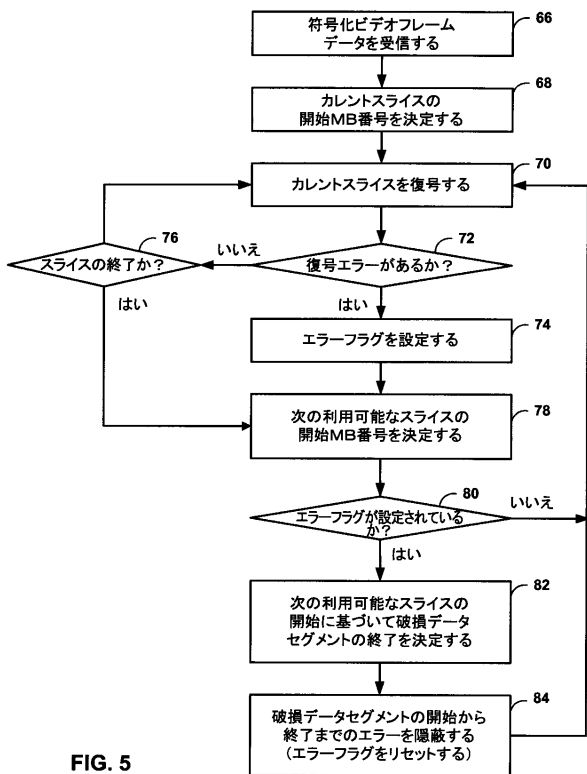 符号化ビデオフレーム
データを受信する
66
カレントスライスの
開始MB番号を決定する
68
カレントスライスを復号する
70
スライスの終了か？
76
いいえ
復号エラーがあるか？
72
はい
はい
エラーフラグを設定する
74
次の利用可能なスライスの
開始MB番号を決定する
78
エラーフラグが設定されている
か？
80
いいえ
はい
次の利用可能なスライスの
開始に基づいて破損データ
セグメントの終了を決定する
82
破損データセグメントの開始から
終了までのエラーを隠蔽する
（エラーフラグをリセットする）
84
FIG. 5